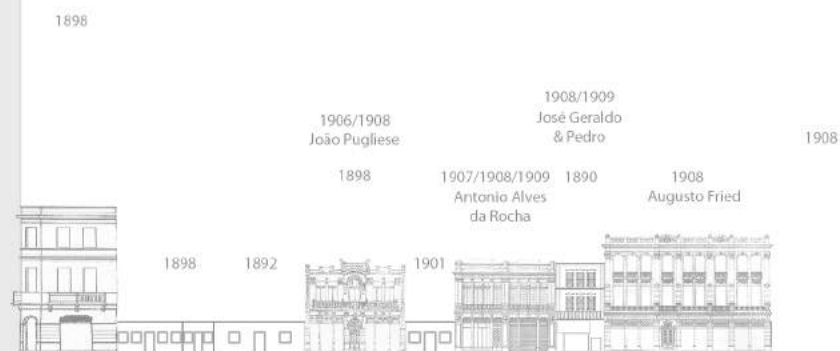 1898
1908/1909
José Geraldo
& Pedro
1906/1908
João Pugliese
1908
1898
1907/1908/1909
Antonio Alves
da Rocha
1890
1908
Augusto Fried
1898
1892
1901